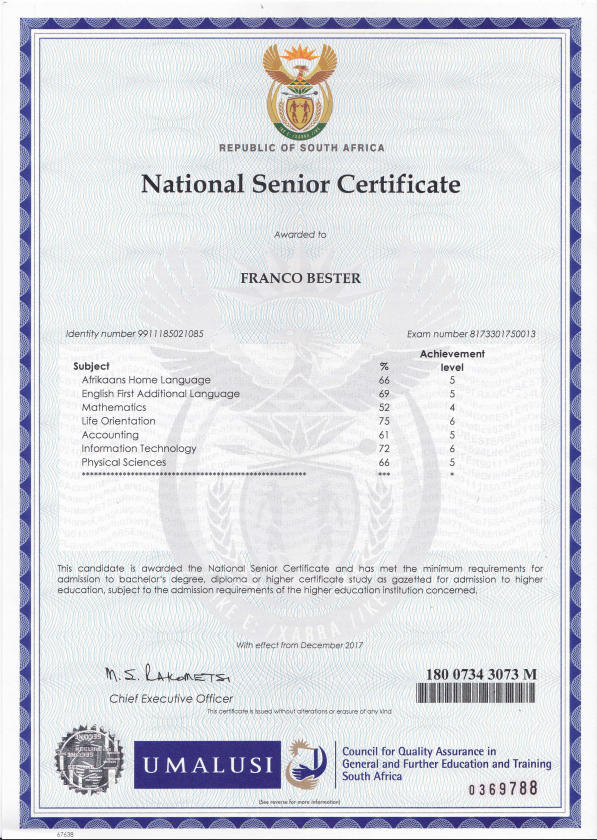 REPUBLIC OF SOUTH AFRICA
National Senior Certificate
Awarded to
FRANCO BESTER
Identity number 9911185021085 Exam number 8173301750013
Subject % Achievement level
Afrikaans Home Language 66 5
English First Additional Language 69 5
Mathematics 52 4
Life Orientation 75 6
Accounting 61 5
Information Technology 72 6
Physical Sciences 66 5
******************************************************* *** *
This candidate is awarded the National Senior Certificate and has met the minimum requirements for
admission to bachelor's degree, diploma or higher certificate study as gazetted for admission to higher
education, subject to the admission requirements of the higher education institution concerned.
With effect from December 2017
M.S. RAKOMETSI
Chief Executive Officer
180 0734 3073 M
This certificate is issued without alterations or erasure of any kind
UMALUSI
Council for Quality Assurance in
General and Further Education and Training
South Africa
0369788
(See reverse for more information)
67638